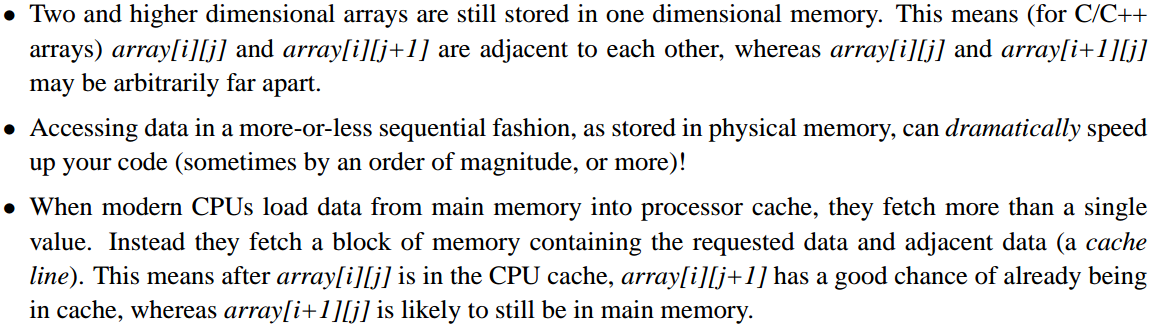 • Two and higher dimensional arrays are still stored in one dimensional memory. This means (for C/C++
arrays) array[i][j] and array[i][j+1] are adjacent to each other, whereas array[i][j] and array[i+1][j]
may be arbitrarily far apart.
• Accessing data in a more-or-less sequential fashion, as stored in physical memory, can dramatically speed
up your code (sometimes by an order of magnitude, or more)!
• When modern CPUs load data from main memory into processor cache, they fetch more than a single
value. Instead they fetch a block of memory containing the requested data and adjacent data (a cache
line). This means after array[i][j] is in the CPU cache, array[i][j+1] has a good chance of already being
in cache, whereas array[i+1][j] is likely to still be in main memory.